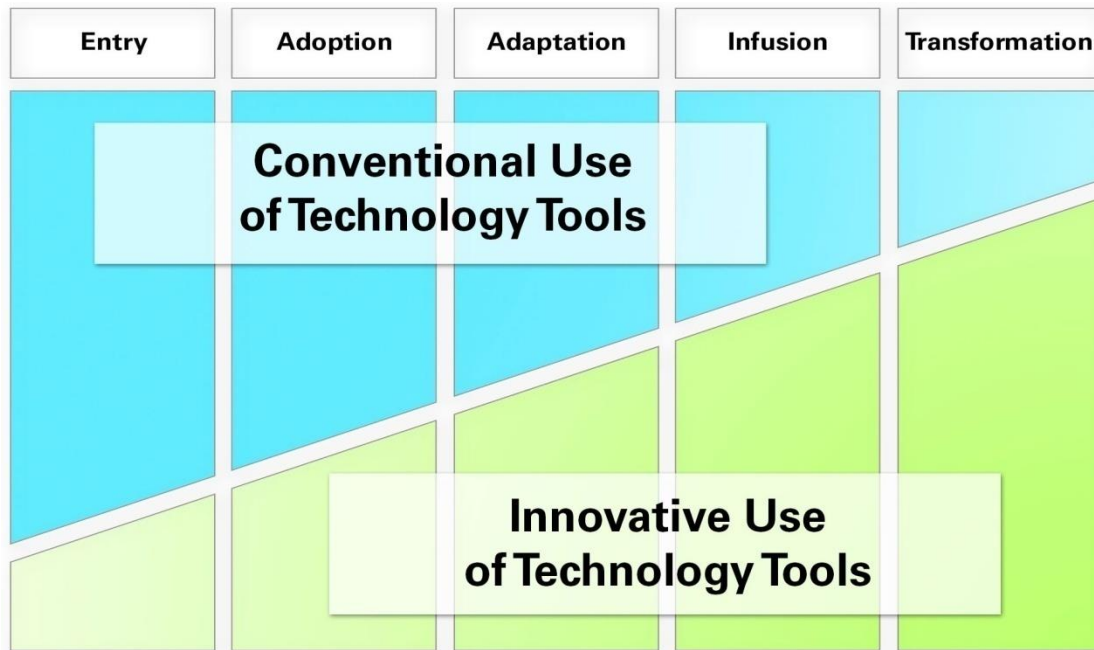 Entry Adoption Adaptation Infusion Transformation
Conventional Use
of Technology Tools
Innovative Use
of Technology Tools